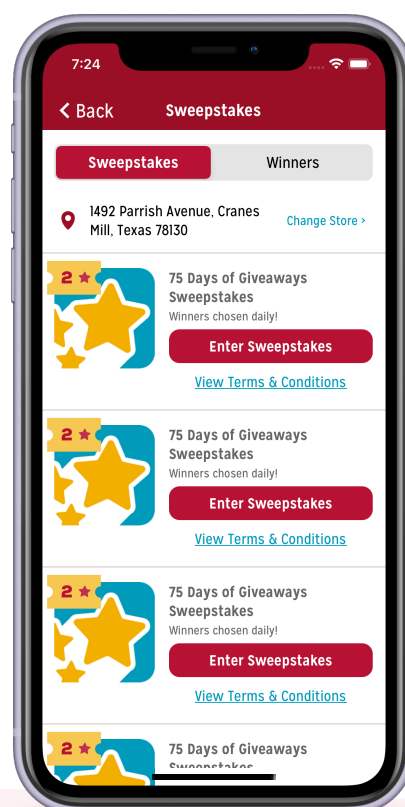 7:24
Back
Sweepstakes
Sweepstakes
Winners
1492 Parrish Avenue, Cranes
Mill, Texas 78130
Change Store >
2
75 Days of Giveaways
Sweepstakes
Winners chosen daily!
Enter Sweepstakes
View Terms & Conditions
2
75 Days of Giveaways
Sweepstakes
Winners chosen daily!
Enter Sweepstakes
View Terms & Conditions
2
75 Days of Giveaways
Sweepstakes
Winners chosen daily!
Enter Sweepstakes
View Terms & Conditions
2
75 Days of Giveaways
Sweepstakes